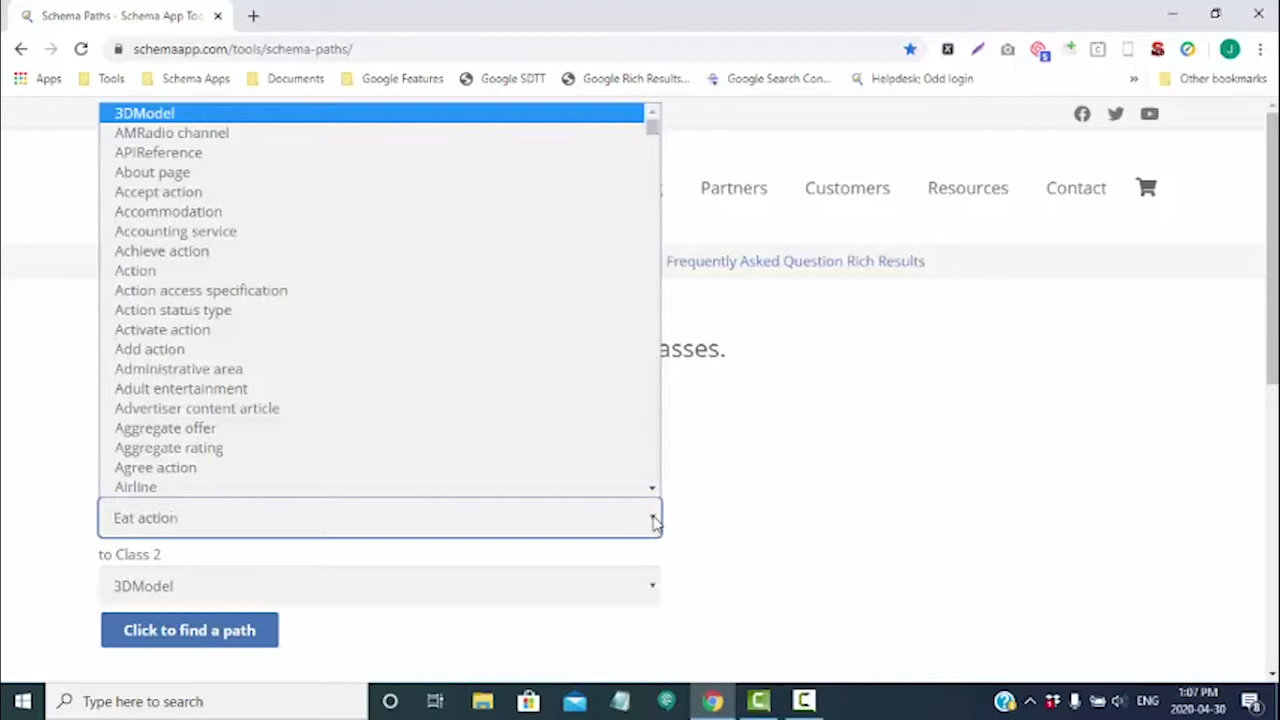 Schema Paths - Schema App Too
schemaapp.com/tools/schema-paths/
Apps Tools Schema Apps Documents Google Features Google SDTT Google Rich Results... Google Search Con... Helpdesk: Odd login » Other bookmarks
3DModel
AMRadio channel
APIReference
About page
Accept action
Partners Customers Resources Contact
Accommodation
Accounting service
Achieve action
Frequently Asked Question Rich Results
Action
Action access specification
Action status type
Activate action
Add action
asses.
Administrative area
Adult entertainment
Advertiser content article
Aggregate offer
Aggregate rating
Agree action
Airline
Eat action
to Class 2
3DModel
Click to find a path
Type here to search
ENG
1:07 PM
2020-04-30